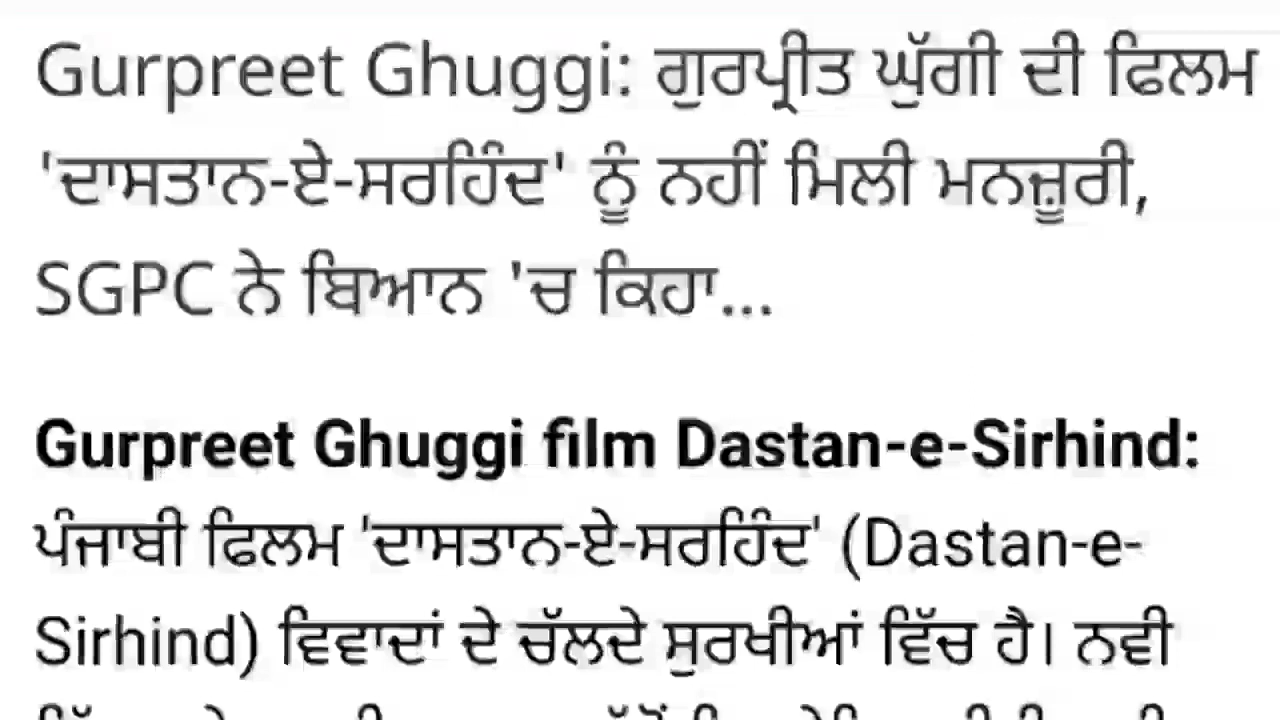 Gurpreet Ghuggi: ਗੁਰਪ੍ਰੀਤ ਘੁੱਗੀ ਦੀ ਫਿਲਮ
'ਦਾਸਤਾਨ-ਏ-ਸਰਹਿੰਦ' ਨੂੰ ਨਹੀਂ ਮਿਲੀ ਮਨਜ਼ੂਰੀ,
SGPC ਨੇ ਬਿਆਨ 'ਚ ਕਿਹਾ...
Gurpreet Ghuggi film Dastan-e-Sirhind:
ਪੰਜਾਬੀ ਫਿਲਮ 'ਦਾਸਤਾਨ-ਏ-ਸਰਹਿੰਦ' (Dastan-e-
Sirhind) ਵਿਵਾਦਾਂ ਦੇ ਚੱਲਦੇ ਸੁਰਖੀਆਂ ਵਿੱਚ ਹੈ। ਨਵੀ